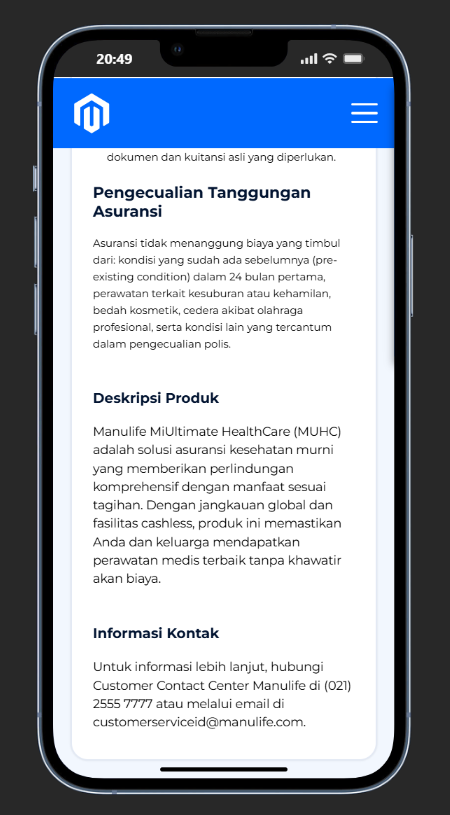 20:49
dokumen dan kuitansi asli yang diperlukan.
Pengecualian Tanggungan
Asuransi
Asuransi tidak menanggung biaya yang timbul
dari: kondisi yang sudah ada sebelumnya (pre-
existing condition) dalam 24 bulan pertama,
perawatan terkait kesuburan atau kehamilan,
bedah kosmetik, cedera akibat olahraga
profesional, serta kondisi lain yang tercantum
dalam pengecualian polis.
Deskripsi Produk
Manulife MiUltimate HealthCare (MUHC)
adalah solusi asuransi kesehatan murni
yang memberikan perlindungan
komprehensif dengan manfaat sesuai
tagihan. Dengan jangkauan global dan
fasilitas cashless, produk ini memastikan
Anda dan keluarga mendapatkan
perawatan medis terbaik tanpa khawatir
akan biaya.
Informasi Kontak
Untuk informasi lebih lanjut, hubungi
Customer Contact Center Manulife di (021)
2555 7777 atau melalui email di
customerserviceid@manulife.com.